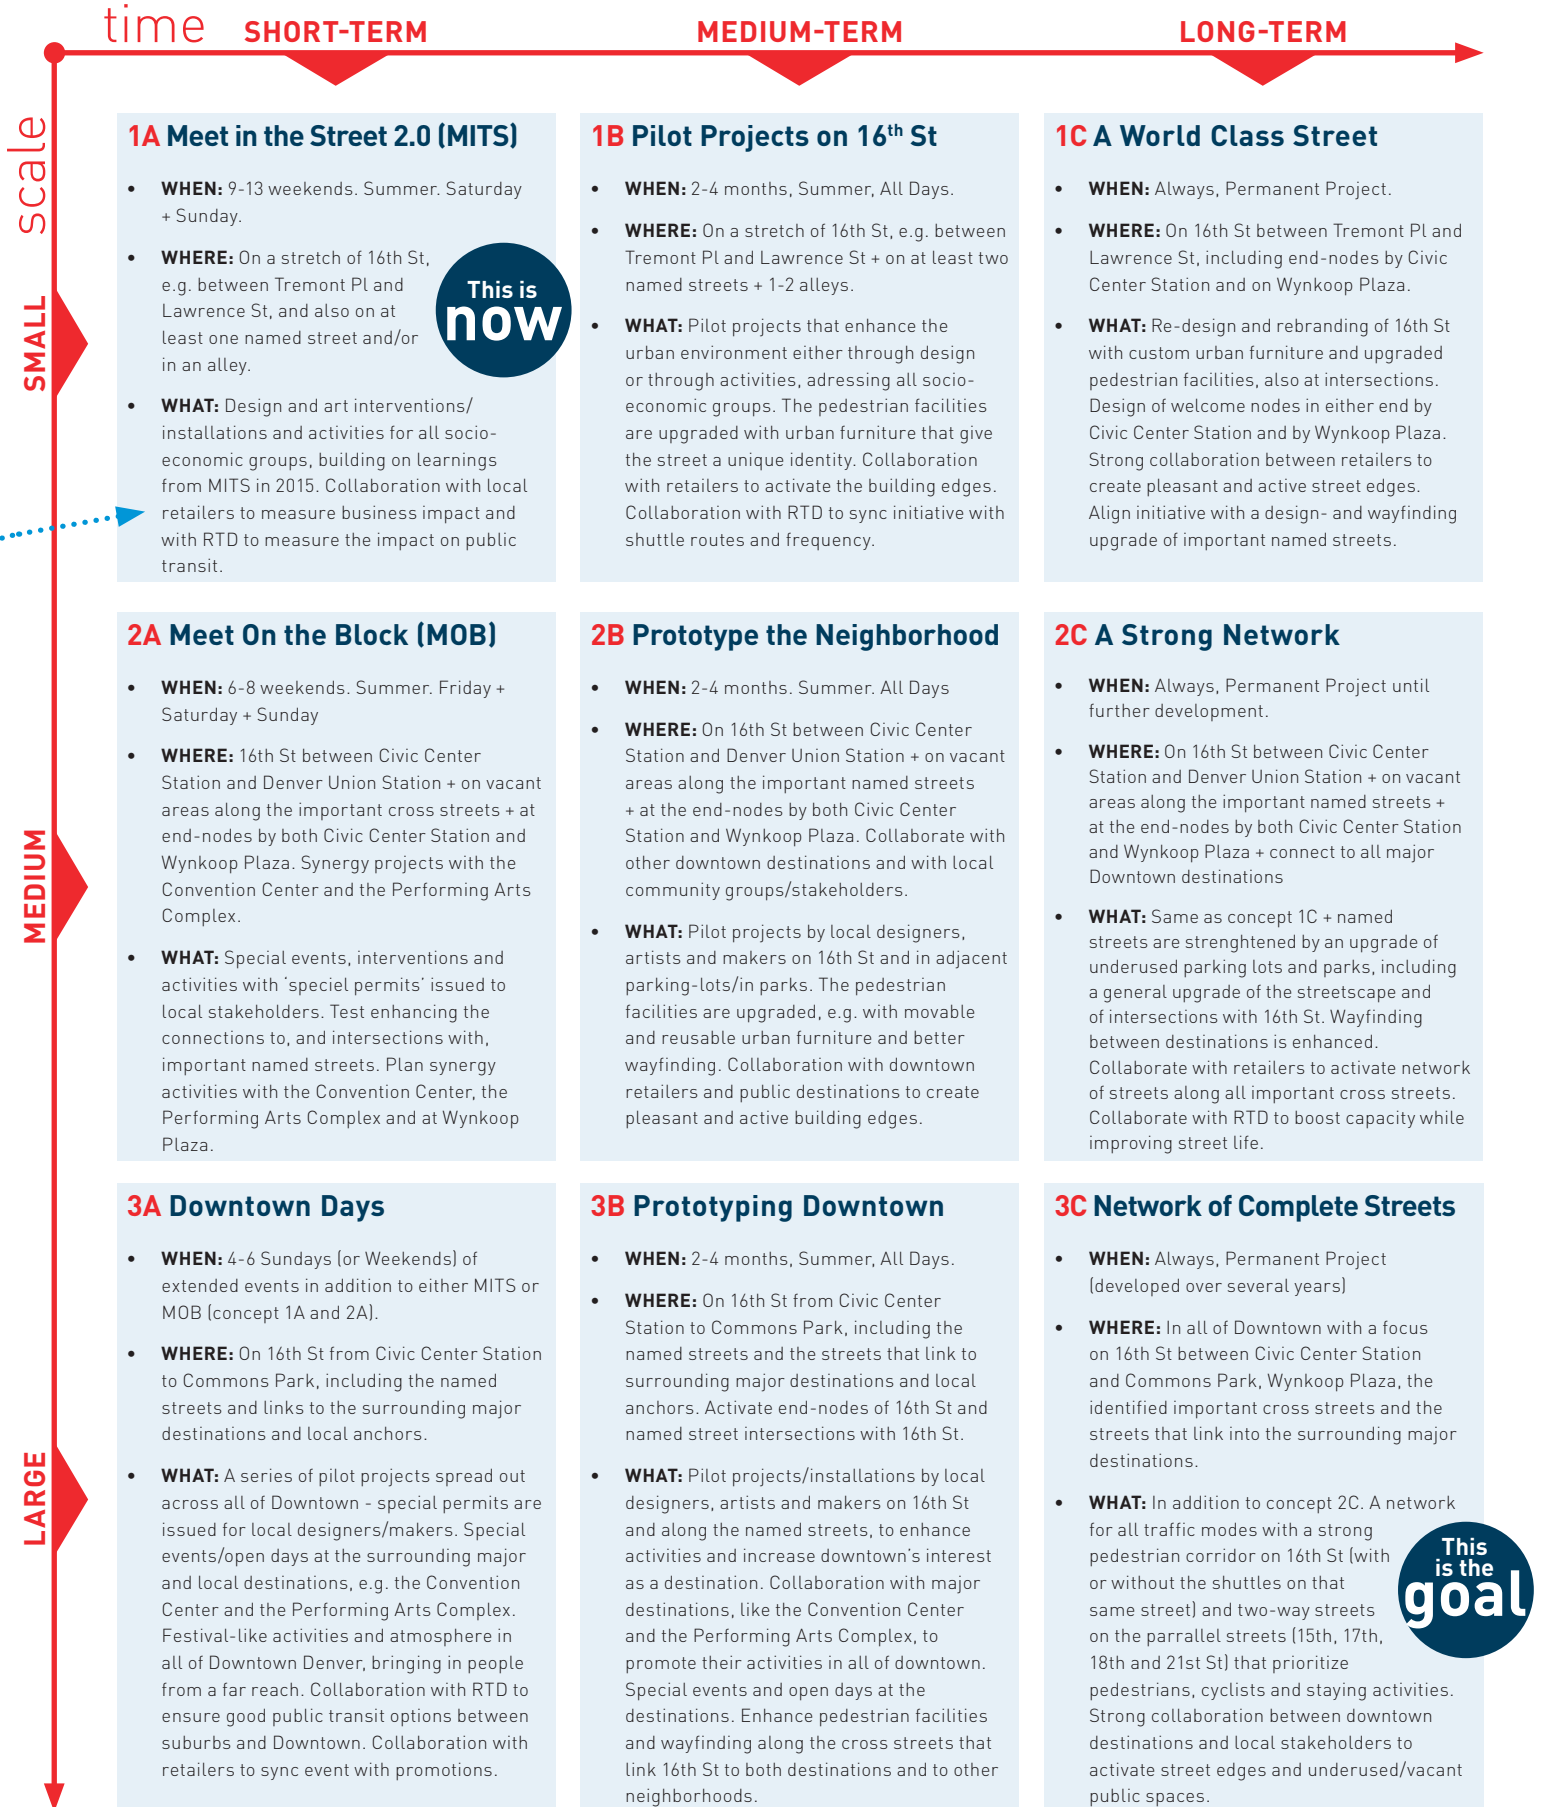 time
SHORT-TERM
MEDIUM-TERM
LONG-TERM
scale
SMALL
MEDIUM
LARGE
1A Meet in the Street 2.0 (MITS)
• WHEN: 9-13 weekends. Summer. Saturday
+ Sunday.
• WHERE: On a stretch of 16th St,
e.g. between Tremont Pl and
Lawrence St, and also on at
least one named street and/or
in an alley.
This is
now
• WHAT: Design and art interventions/
installations and activities for all socio-
economic groups, building on learnings
from MITS in 2015. Collaboration with local
retailers to measure business impact and
with RTD to measure the impact on public
transit.
1B Pilot Projects on 16th St
• WHEN: 2-4 months, Summer, All Days.
• WHERE: On a stretch of 16th St, e.g. between
Tremont Pl and Lawrence St + on at least two
named streets + 1-2 alleys.
• WHAT: Pilot projects that enhance the
urban environment either through design
or through activities, adressing all socio-
economic groups. The pedestrian facilities
are upgraded with urban furniture that give
the street a unique identity. Collaboration
with retailers to activate the building edges.
Collaboration with RTD to sync initiative with
shuttle routes and frequency.
1C A World Class Street
• WHEN: Always, Permanent Project.
• WHERE: On 16th St between Tremont Pl and
Lawrence St, including end-nodes by Civic
Center Station and on Wynkoop Plaza.
• WHAT: Re-design and rebranding of 16th St
with custom urban furniture and upgraded
pedestrian facilities, also at intersections.
Design of welcome nodes in either end by
Civic Center Station and by Wynkoop Plaza.
Strong collaboration between retailers to
create pleasant and active street edges.
Align initiative with a design- and wayfinding
upgrade of important named streets.
2A Meet On the Block (MOB)
• WHEN: 6-8 weekends. Summer. Friday +
Saturday + Sunday
• WHERE: 16th St between Civic Center
Station and Denver Union Station + on vacant
areas along the important cross streets + at
end-nodes by both Civic Center Station and
Wynkoop Plaza. Synergy projects with the
Convention Center and the Performing Arts
Complex.
• WHAT: Special events, interventions and
activities with ‘speciel permits’ issued to
local stakeholders. Test enhancing the
connections to, and intersections with,
important named streets. Plan synergy
activities with the Convention Center, the
Performing Arts Complex and at Wynkoop
Plaza.
2B Prototype the Neighborhood
• WHEN: 2-4 months. Summer. All Days
• WHERE: On 16th St between Civic Center
Station and Denver Union Station + on vacant
areas along the important named streets
+ at the end-nodes by both Civic Center
Station and Wynkoop Plaza. Collaborate with
other downtown destinations and with local
community groups/stakeholders.
• WHAT: Pilot projects by local designers,
artists and makers on 16th St and in adjacent
parking-lots/in parks. The pedestrian
facilities are upgraded, e.g. with movable
and reusable urban furniture and better
wayfinding. Collaboration with downtown
retailers and public destinations to create
pleasant and active building edges.
2C A Strong Network
• WHEN: Always, Permanent Project until
further development.
• WHERE: On 16th St between Civic Center
Station and Denver Union Station + on vacant
areas along the important named streets +
at the end-nodes by both Civic Center Station
and Wynkoop Plaza + connect to all major
Downtown destinations
• WHAT: Same as concept 1C + named
streets are strenghtened by an upgrade of
underused parking lots and parks, including
a general upgrade of the streetscape and
of intersections with 16th St. Wayfinding
between destinations is enhanced.
Collaborate with retailers to activate network
of streets along all important cross streets.
Collaborate with RTD to boost capacity while
improving street life.
3A Downtown Days
• WHEN: 4-6 Sundays (or Weekends) of
extended events in addition to either MITS or
MOB (concept 1A and 2A).
• WHERE: On 16th St from Civic Center Station
to Commons Park, including the named
streets and links to the surrounding major
destinations and local anchors.
• WHAT: A series of pilot projects spread out
across all of Downtown - special permits are
issued for local designers/makers. Special
events/open days at the surrounding major
and local destinations, e.g. the Convention
Center and the Performing Arts Complex.
Festival-like activities and atmosphere in
all of Downtown Denver, bringing in people
from a far reach. Collaboration with RTD to
ensure good public transit options between
suburbs and Downtown. Collaboration with
retailers to sync event with promotions.
3B Prototyping Downtown
• WHEN: 2-4 months, Summer, All Days.
• WHERE: On 16th St from Civic Center
Station to Commons Park, including the
named streets and the streets that link to
surrounding major destinations and local
anchors. Activate end-nodes of 16th St and
named street intersections with 16th St.
• WHAT: Pilot projects/installations by local
designers, artists and makers on 16th St
and along the named streets, to enhance
activities and increase downtown’s interest
as a destination. Collaboration with major
destinations, like the Convention Center
and the Performing Arts Complex, to
promote their activities in all of downtown.
Special events and open days at the
destinations. Enhance pedestrian facilities
and wayfinding along the cross streets that
link 16th St to both destinations and to other
neighborhoods.
3C Network of Complete Streets
• WHEN: Always, Permanent Project
(developed over several years)
• WHERE: In all of Downtown with a focus
on 16th St between Civic Center Station
and Commons Park, Wynkoop Plaza, the
identified important cross streets and the
streets that link into the surrounding major
destinations.
• WHAT: In addition to concept 2C. A network
for all traffic modes with a strong
pedestrian corridor on 16th St (with
or without the shuttles on that
same street) and two-way streets
on the parrallel streets (15th, 17th,
18th and 21st St) that prioritize
pedestrians, cyclists and staying activities.
Strong collaboration between downtown
destinations and local stakeholders to
activate street edges and underused/vacant
public spaces.
This
is the
goal